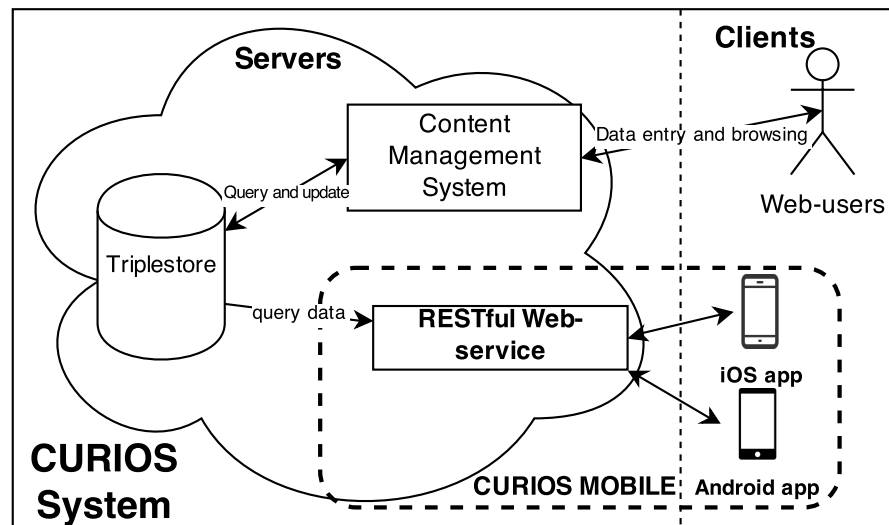 Clients
Servers
Content
Management
System
Data entry and browsing
Query and update
Web-users
Triplestore
query data
RESTful Web-
service
iOS app
CURIOS
System
CURIOS MOBILE
Android app